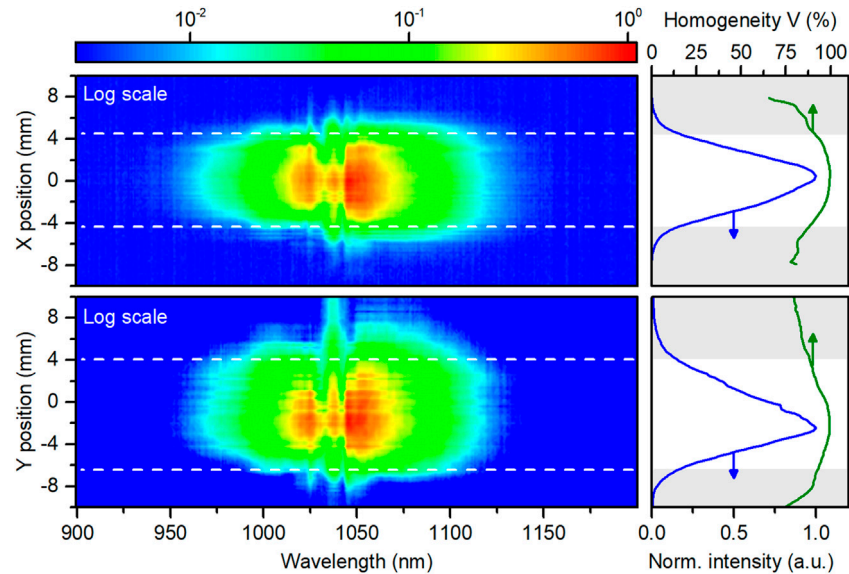 10⁻² 10⁻¹ 10⁰
Homogeneity V (%)
0 25 50 75 100
Log scale
X position (mm)
8
4
0
-4
-8
Log scale
Y position (mm)
8
4
0
-4
-8
900 950 1000 1050 1100 1150
0.0 0.5 1.0
Wavelength (nm)
Norm. intensity (a.u.)